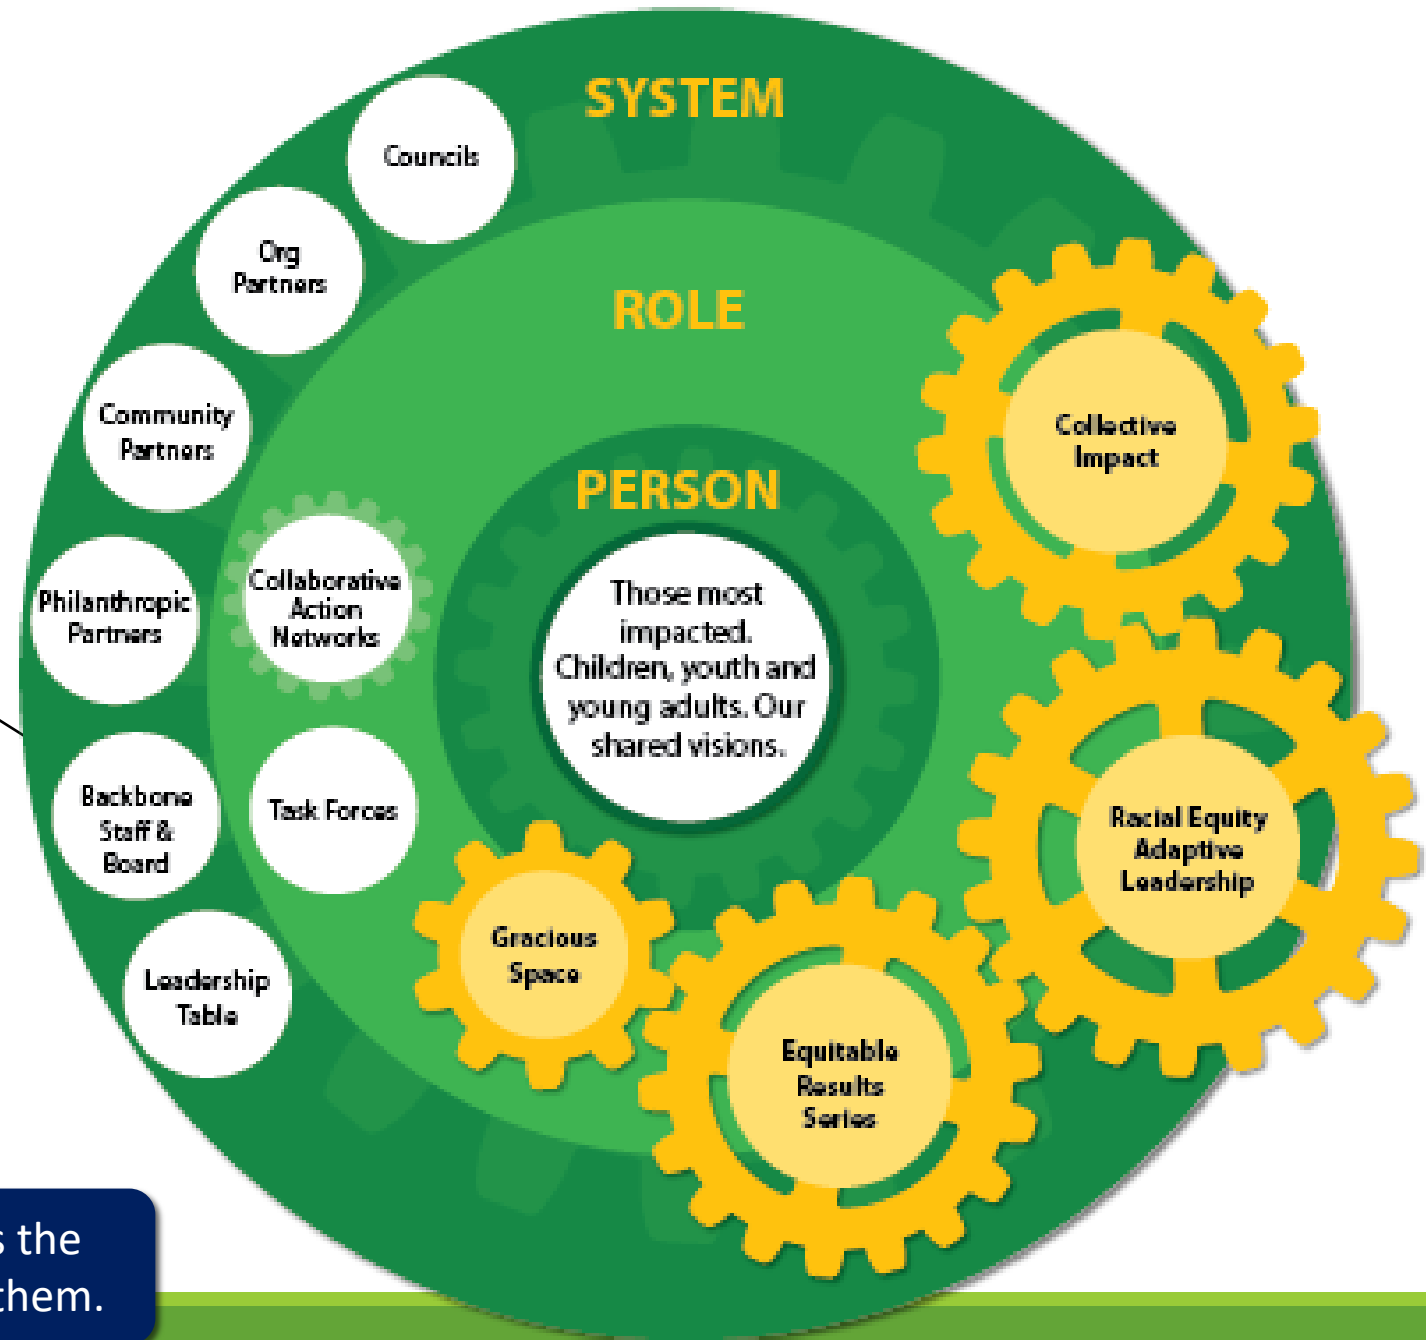 SYSTEM
Councils
Org
Partners
ROLE
Community
Partners
Collective
Impact
PERSON
Philanthropic
Partners
Collaborative
Action
Networks
Those most
impacted.
Children, youth and
young adults. Our
shared visions.
Backbone
Staff &
Board
Task Forces
Racial Equity
Adaptive
Leadership
Leadership
Table
Gracious
Space
Equitable
Results
Series
s the
them.